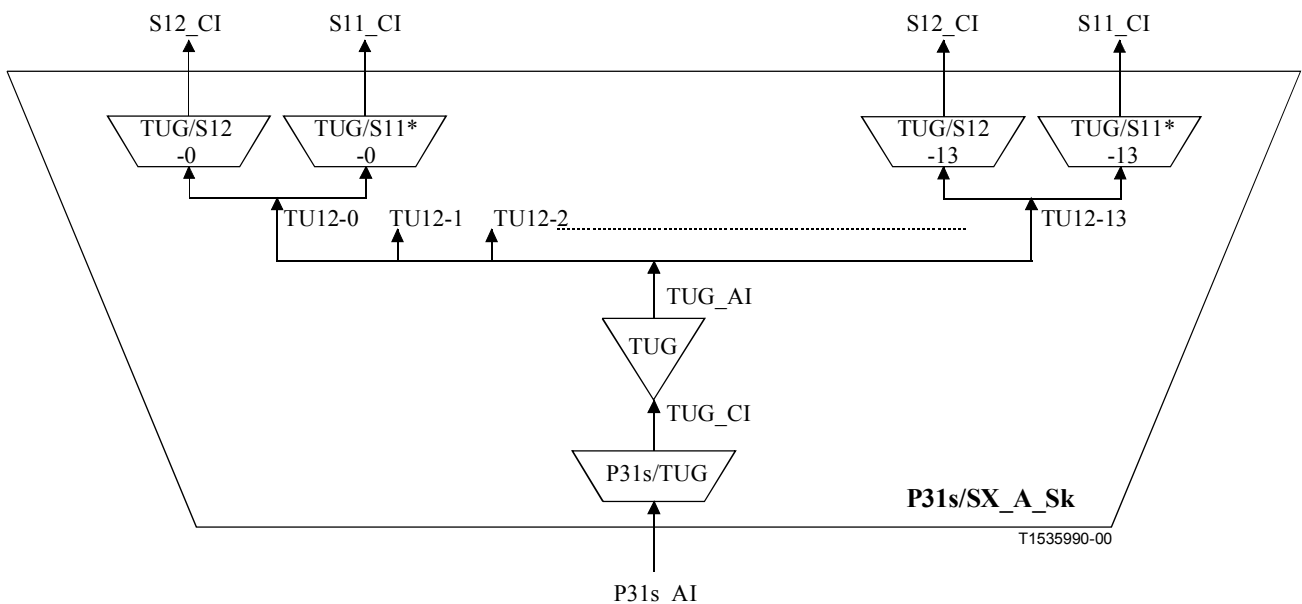 S12_CI
S11_CI
S12_CI
S11_CI
TUG/S12
-0
TUG/S11*
-0
TUG/S12
-13
TUG/S11*
-13
TU12-0
TU12-1
TU12-2
TU12-13
TUG_AI
TUG
TUG_CI
P31s/TUG
P31s/SX_A_Sk
T1535990-00
P31s_AI